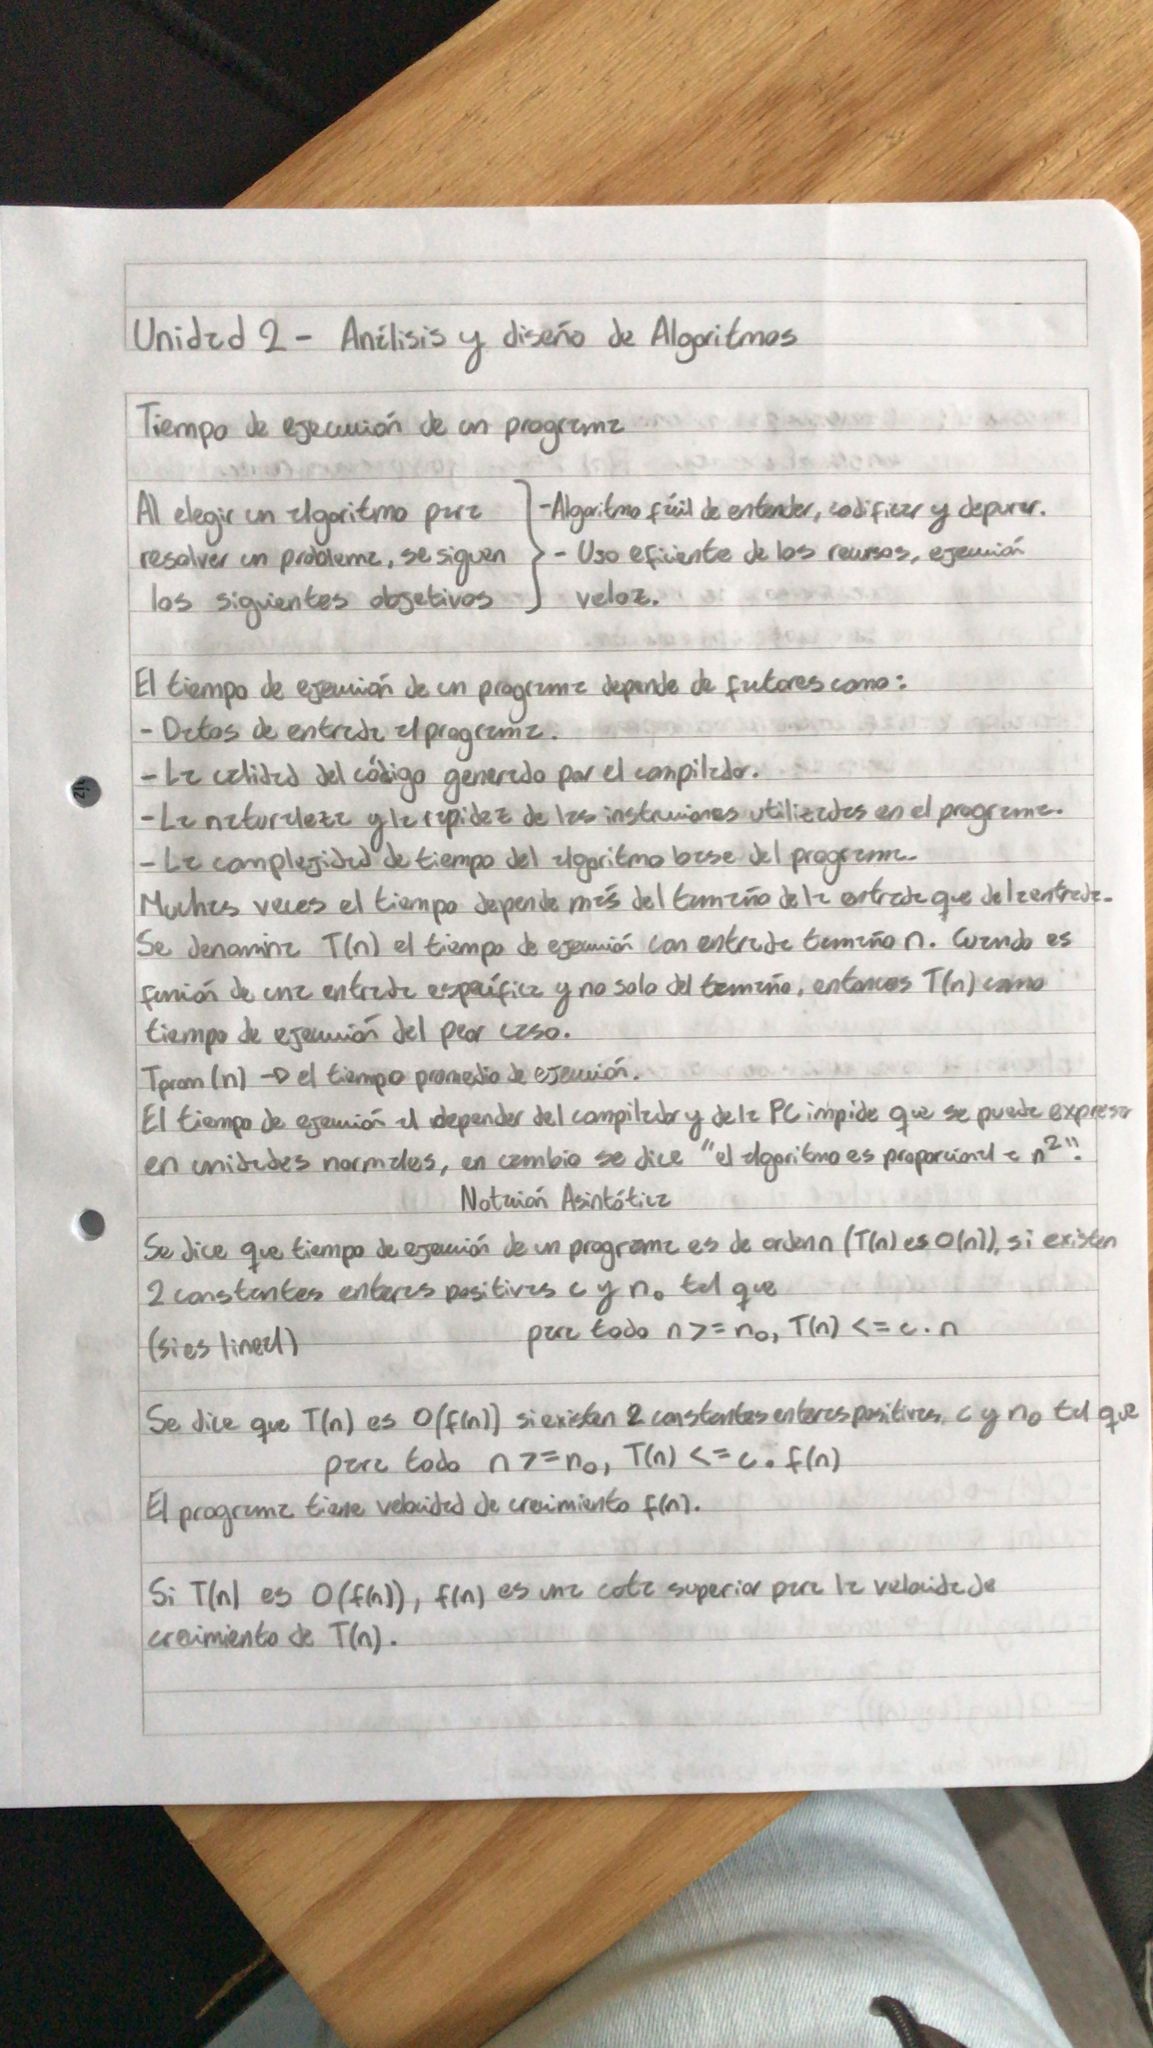 Unidad 2 - Análisis y diseño de Algoritmos
Tiempo de ejecución de un programa
Al elegir un algoritmo para
resolver un problema, se siguen
los siguientes objetivos
-Algoritmo fácil de entender, codificar y depurar.
- Uso eficiente de los recursos, ejecución
veloz.
El tiempo de ejecución de un programa depende de factores como:
- Datos de entrada al programa.
- La calidad del código generado por el compilador.
- La naturaleza y la rapidez de las instrucciones utilizadas en el programa.
- La complejidad de tiempo del algoritmo base del programa.
Muchas veces el tiempo depende más del tamaño de la entrada que de la entrada.
Se denomina T(n) el tiempo de ejecución con entrada tamaño n. Cuando es
función de una entrada específica y no solo del tamaño, entonces T(n) como
tiempo de ejecución del peor caso.
Tprom(n) → el tiempo promedio de ejecución.
El tiempo de ejecución al depender del compilador y de la PC impide que se pueda expresar
en unidades normales, en cambio se dice "el algoritmo es proporcional a n²".
Notación Asintótica
Se dice que tiempo de ejecución de un programa es de orden n (T(n) es O(n)), si existen
2 constantes enteras positivas c y n₀ tal que
(si es lineal) para todo n >= n₀, T(n) <= c. n
Se dice que T(n) es O(f(n)) si existen 2 constantes enteras positivas, c y n₀ tal que
para todo n >= n₀, T(n) <= c. f(n)
El programa tiene velocidad de crecimiento f(n).
Si T(n) es O(f(n)), f(n) es una cota superior para la velocidad de
crecimiento de T(n).